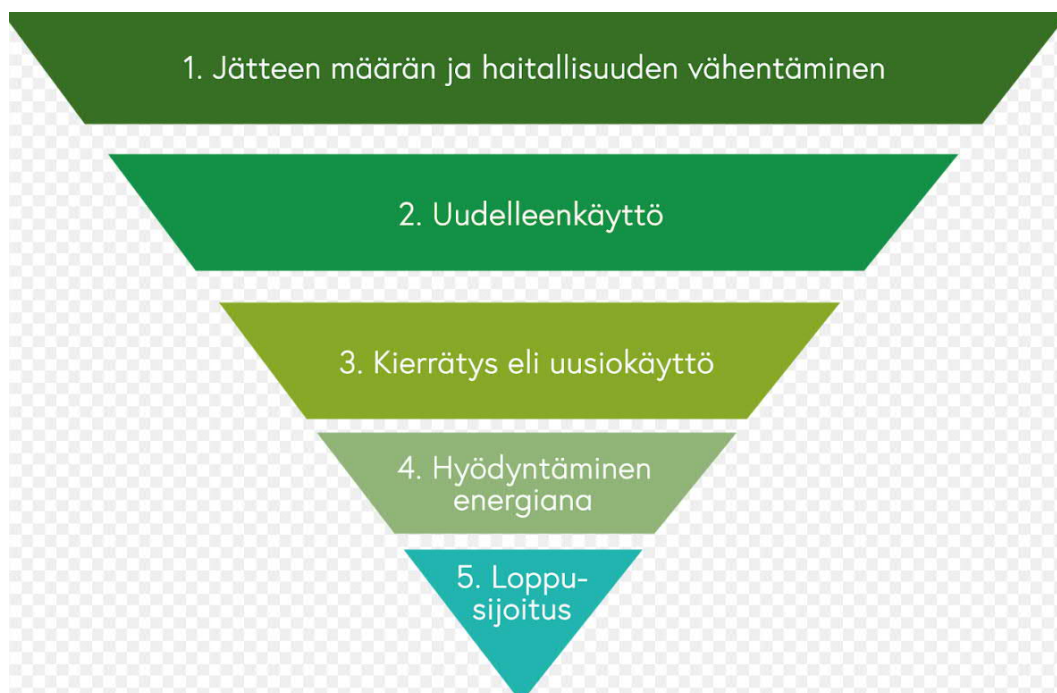 1. Jätteen määrän ja haitallisuuden vähentäminen
2. Uudelleenkäyttö
3. Kierrätys eli uusiokäyttö
4. Hyödyntäminen
energiana
5. Loppu-
sijoitus